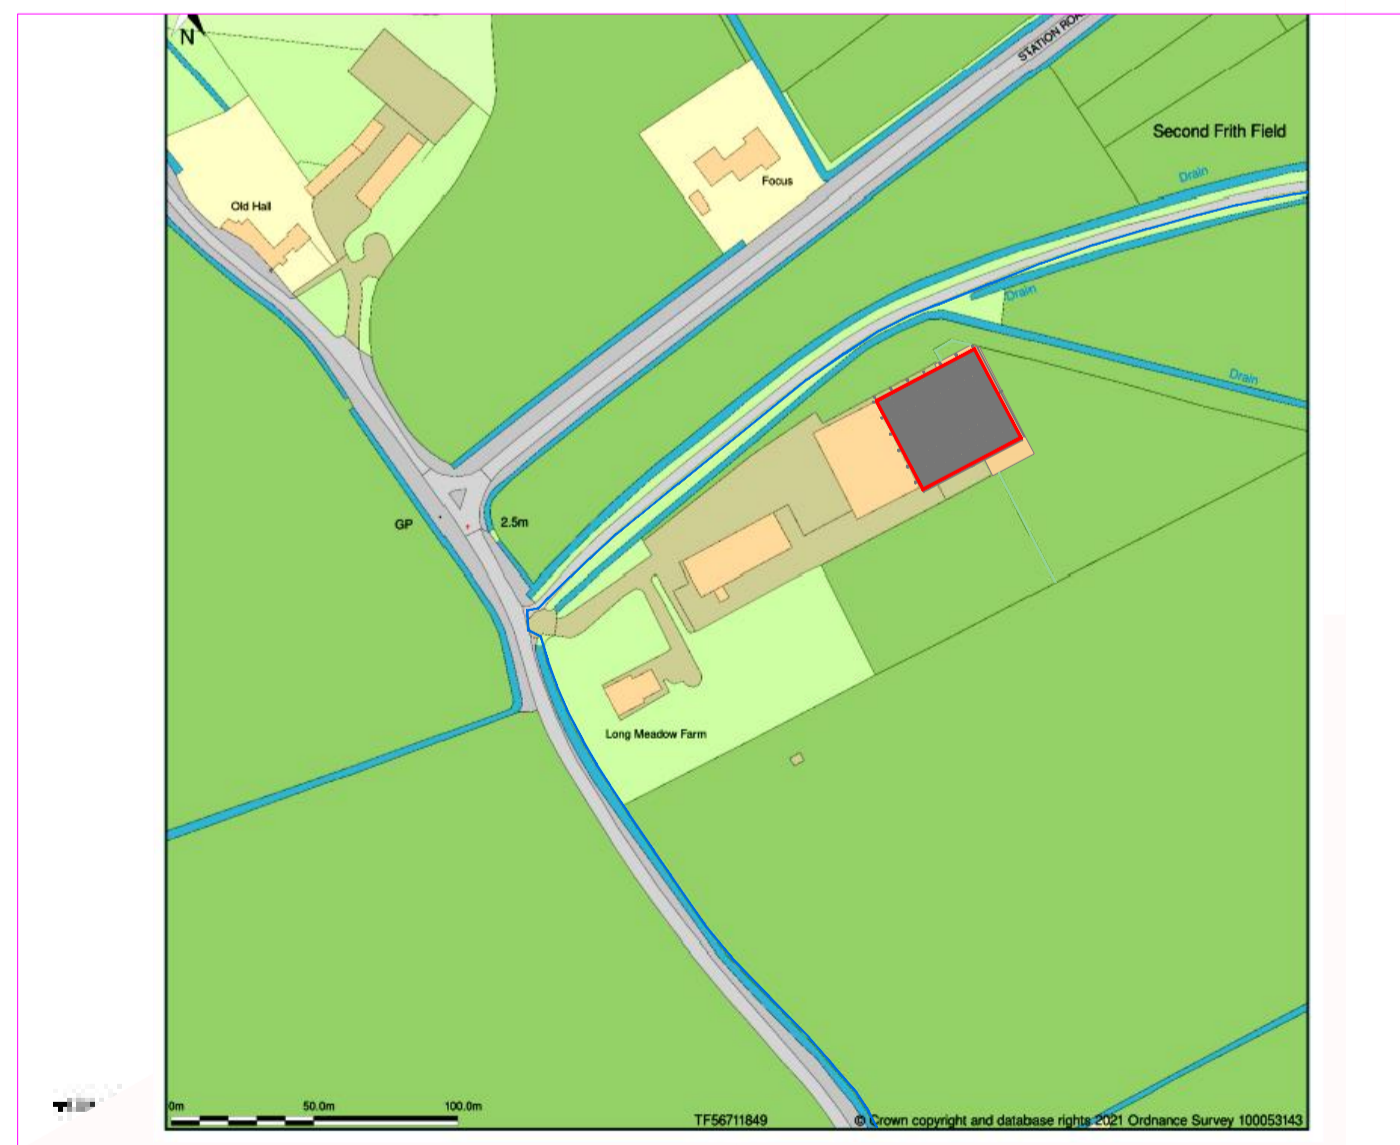 N
STATION ROAD
Second Frith Field
Drain
Focus
Old Hall
Drain
Drain
GP
2.5m
Long Meadow Farm
0m 50.0m 100.0m
TF56711849
© Crown copyright and database rights 2021 Ordnance Survey 100053143